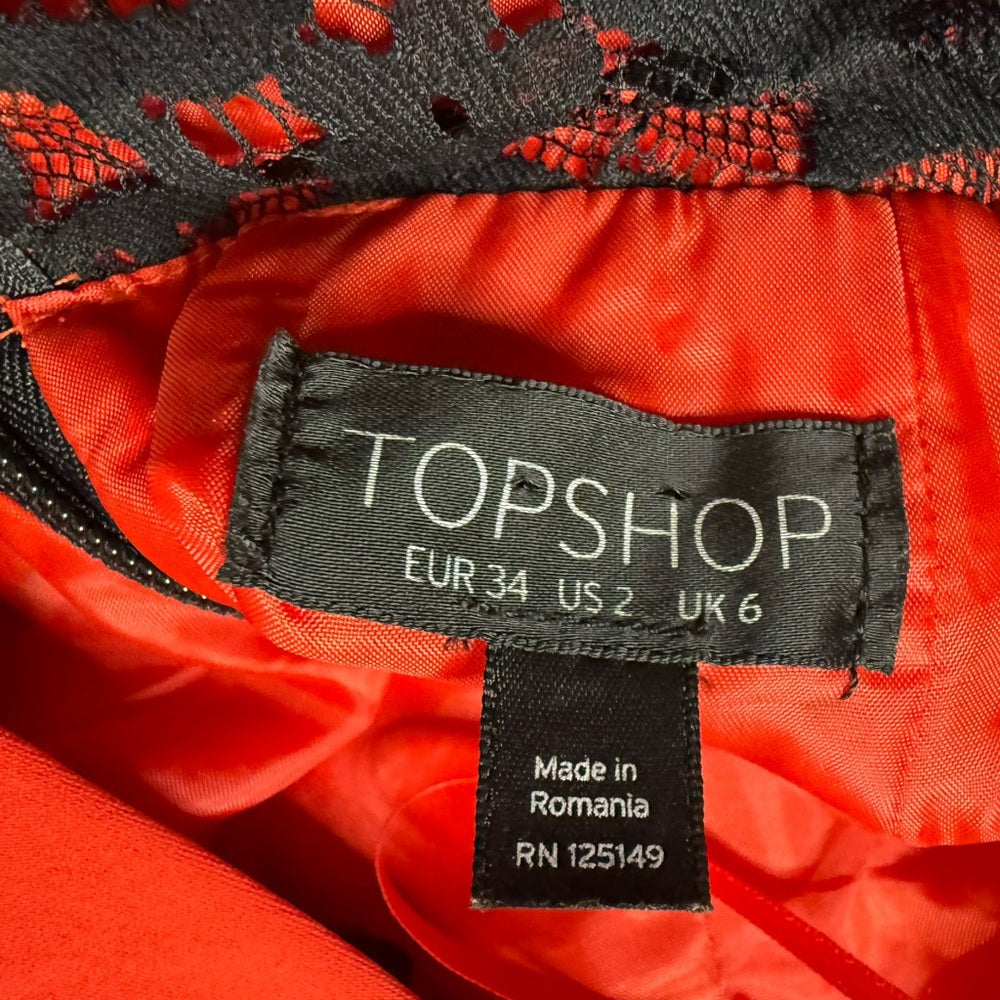 TOPSHOP
EUR 34 US 2 UK 6
Made in
Romania
RN 125149